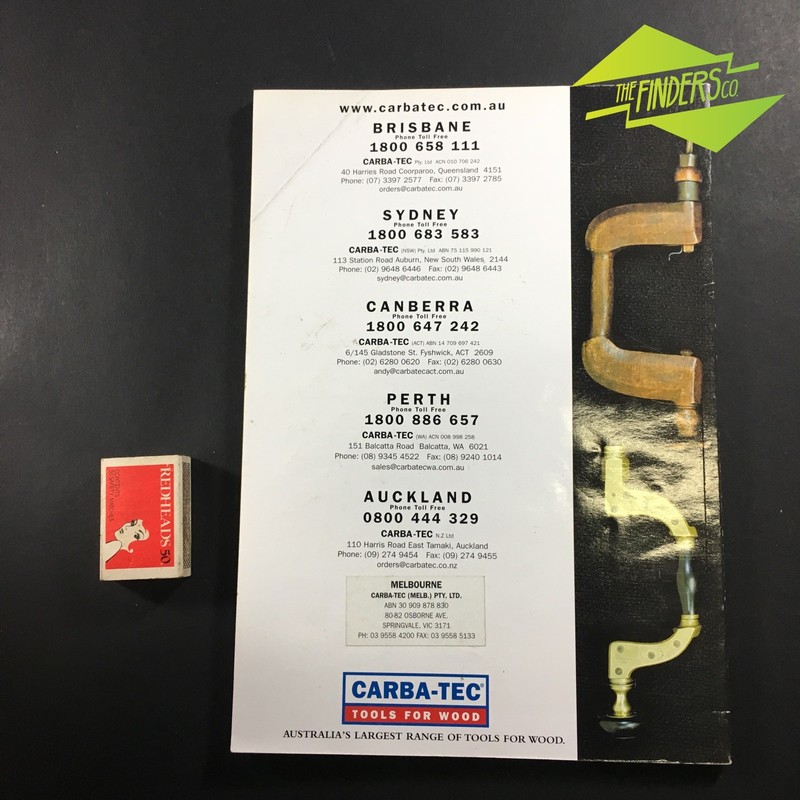 THE FINDERS CO.
www.carbatec.com.au
BRISBANE
Phone Toll Free
1800 658 111
CARBA-TEC Pty. Ltd ACN 010 706 242
40 Harries Road Coorparoo, Queensland 4151
Phone: (07) 3397 2577 Fax: (07) 3397 2785
orders@carbatec.com.au
SYDNEY
Phone Toll Free
1800 683 583
CARBA-TEC (NSW) Pty. Ltd ABN 75 115 990 121
113 Station Road Auburn, New South Wales, 2144
Phone: (02) 9648 6446 Fax: (02) 9648 6443
sydney@carbatec.com.au
CANBERRA
Phone Toll Free
1800 647 242
CARBA-TEC (ACT) ABN 14 709 697 421
6/145 Gladstone St. Fyshwick, ACT 2609
Phone: (02) 6280 0620 Fax: (02) 6280 0630
andy@carbatecact.com.au
PERTH
Phone Toll Free
1800 886 657
CARBA-TEC (WA) ACN 008 998 258
151 Balcatta Road Balcatta, WA 6021
Phone: (08) 9345 4522 Fax: (08) 9240 1014
sales@carbatecwa.com.au
AUCKLAND
Phone Toll Free
0800 444 329
CARBA-TEC N.Z Ltd
110 Harris Road East Tamaki, Auckland
Phone: (09) 274 9454 Fax: (09) 274 9455
orders@carbatec.co.nz
MELBOURNE
CARBA-TEC (MELB.) PTY. LTD.
ABN 30 909 878 830
80-82 OSBORNE AVE.
SPRINGVALE, VIC 3171
PH: 03 9558 4200 FAX: 03 9558 5133
CARBA-TEC®
TOOLS FOR WOOD
AUSTRALIA'S LARGEST RANGE OF TOOLS FOR WOOD.
REDHEADS 50